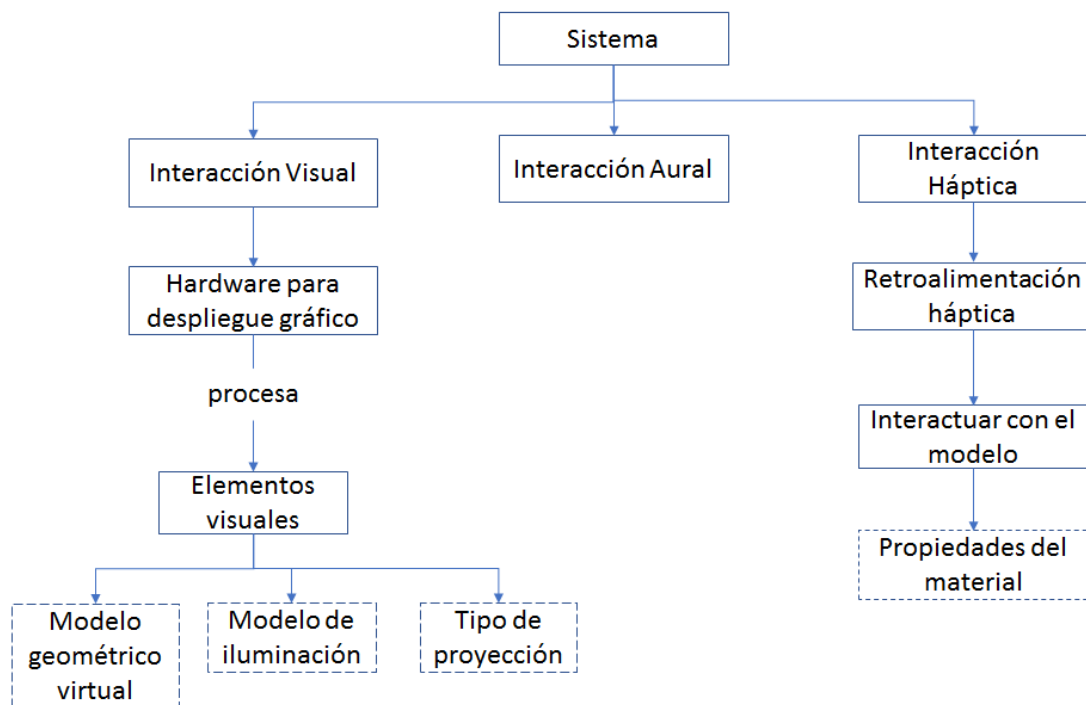 Sistema
Interacción Visual
Interacción Aural
Interacción
Háptica
Hardware para
despliegue gráfico
Retroalimentación
háptica
procesa
Interactuar con el
modelo
Elementos
visuales
Propiedades del
material
Modelo
geométrico
virtual
Modelo de
iluminación
Tipo de
proyección